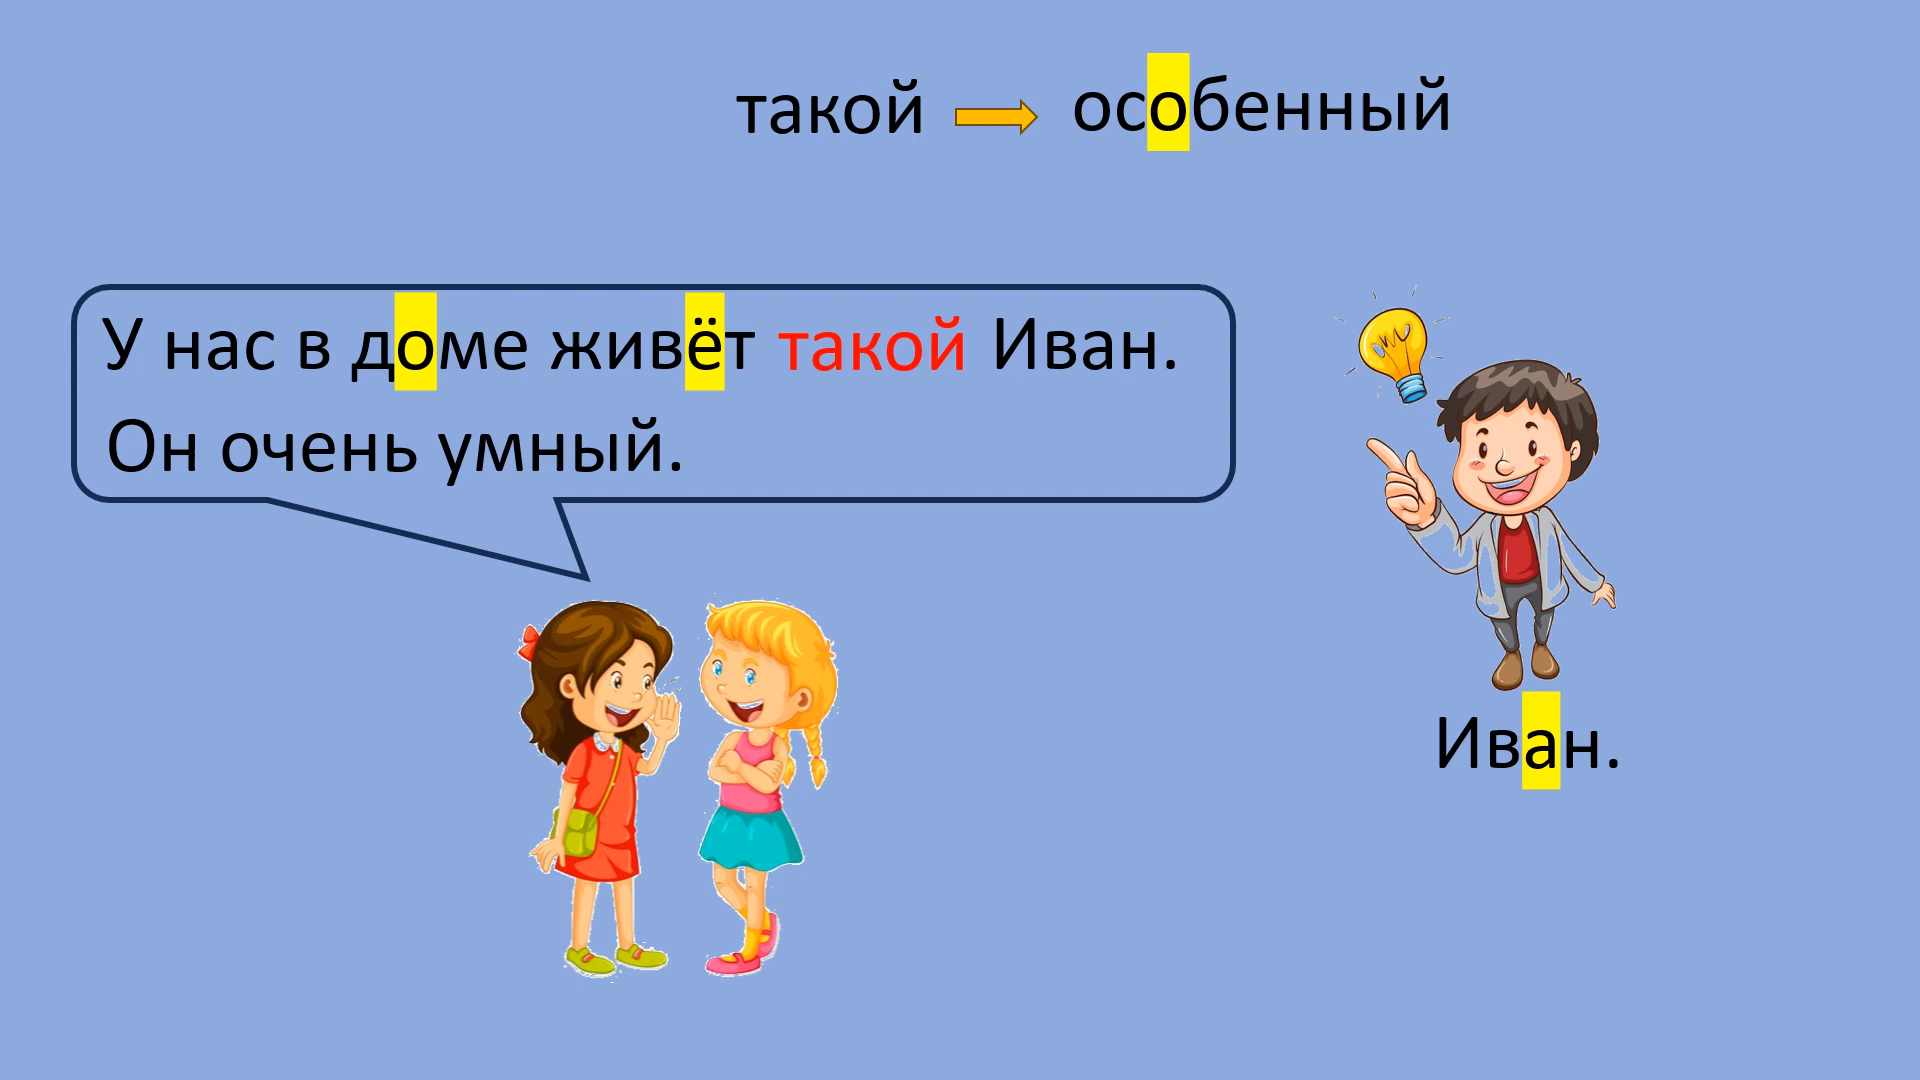 такой особенный
У нас в доме живёт такой Иван.
Он очень умный.
Иван.